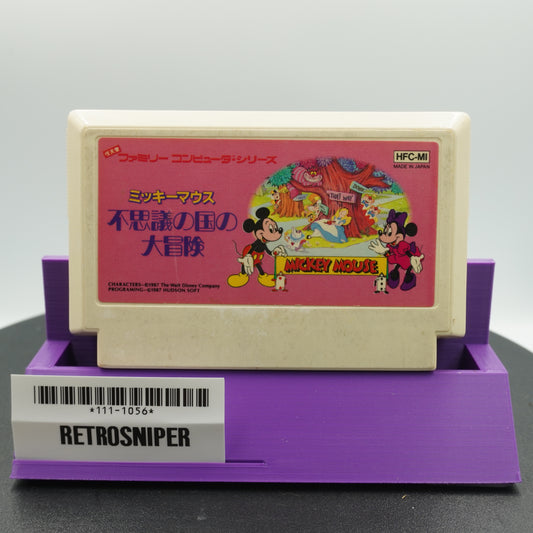 ファミリー コンピュータ・シリーズ
HFC-MI
MADE IN JAPAN
ミッキーマウス
不思議の国の
大冒険
THIS WAY
MICKEY MOUSE
CHARACTERS-©1987 The Walt Disney Company
PROGRAMING-©1987 HUDSON SOFT
*111-1056*
RETROSNIPER